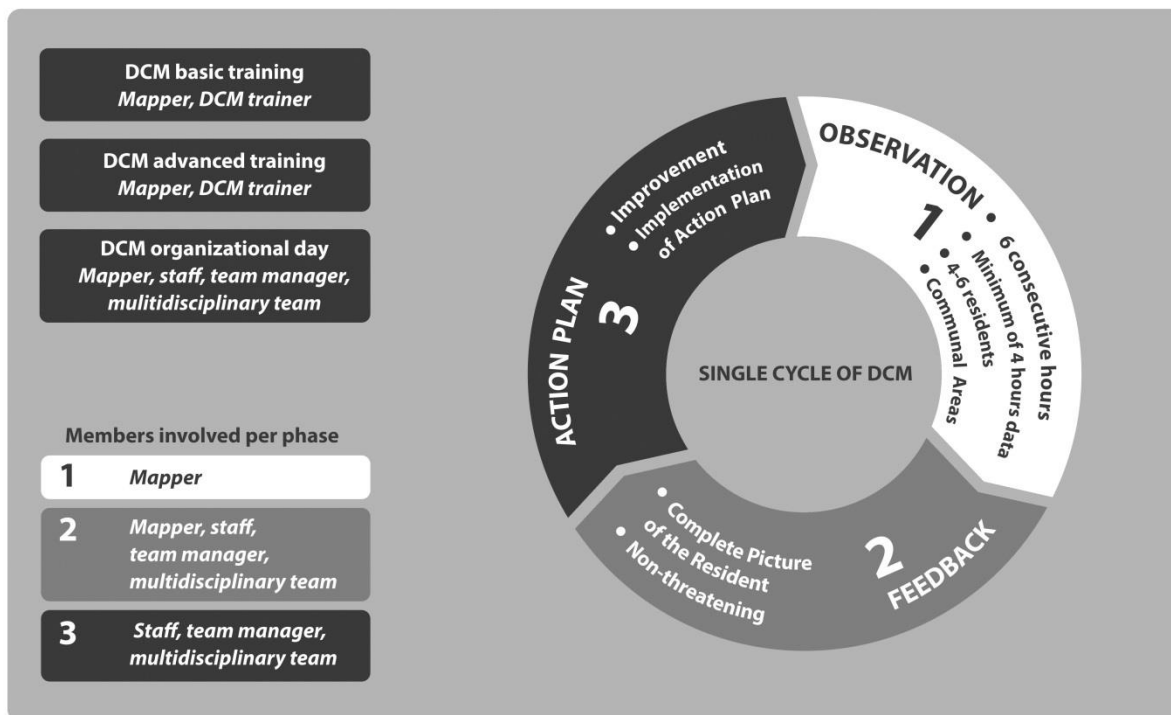 DCM basic training
Mapper, DCM trainer
DCM advanced training
Mapper, DCM trainer
DCM organizational day
Mapper, staff, team manager,
mulitidisciplinary team
Members involved per phase
1 Mapper
2 Mapper, staff,
team manager,
multidisciplinary team
3 Staff, team manager,
multidisciplinary team
SINGLE CYCLE OF DCM
OBSERVATION
1
• 6 consecutive hours
• Minimum of 4 hours data
• 4-6 residents
• Communal Areas
2
FEEDBACK
• Complete Picture
of the Resident
• Non-threatening
ACTION PLAN
3
• Improvement
• Implementation
of Action Plan